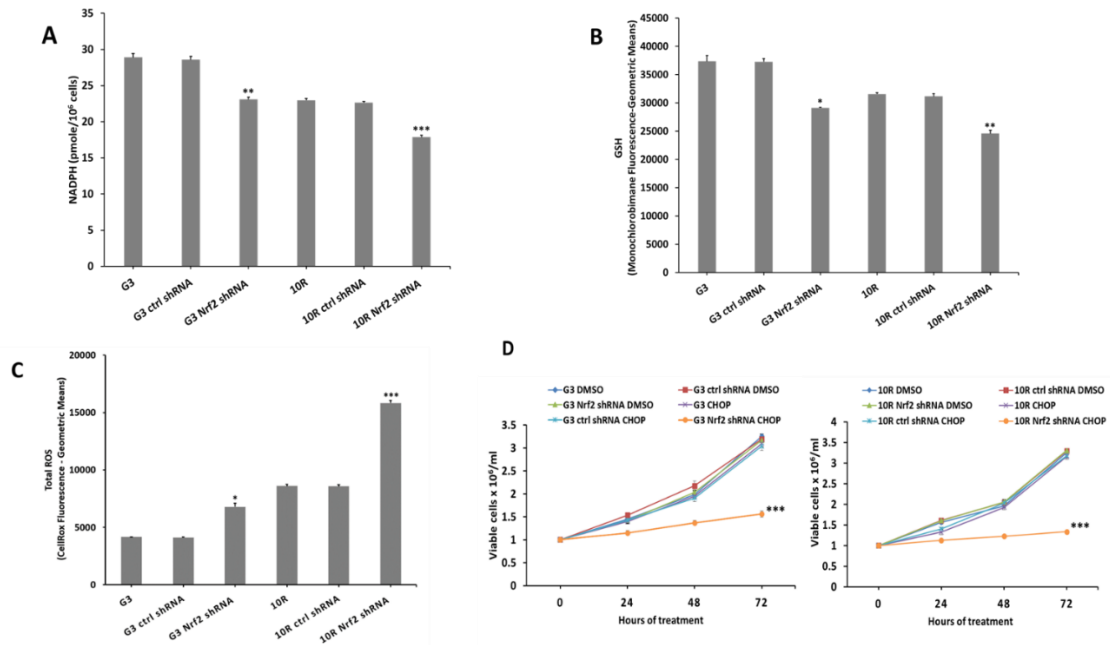 A
NADPH (pmole/10⁶ cells)
35
30
25
20
15
10
5
0
**
***
G3
G3 ctrl shRNA
G3 Nrf2 shRNA
10R
10R ctrl shRNA
10R Nrf2 shRNA
B
GSH
(Monochlorobimane Fluorescence-Geometric Means)
45000
40000
35000
30000
25000
20000
15000
10000
5000
0
*
**
G3
G3 ctrl shRNA
G3 Nrf2 shRNA
10R
10R ctrl shRNA
10R Nrf2 shRNA
C
Total ROS
(CellRox Fluorescence - Geometric Means)
20000
15000
10000
5000
0
*
***
G3
G3 ctrl shRNA
G3 Nrf2 shRNA
10R
10R ctrl shRNA
10R Nrf2 shRNA
D
G3 DMSO
G3 ctrl shRNA DMSO
G3 Nrf2 shRNA DMSO
G3 CHOP
G3 ctrl shRNA CHOP
G3 Nrf2 shRNA CHOP
Viable cells x 10⁶/ml
3.5
3
2.5
2
1.5
1
0.5
0
***
0 24 48 72
Hours of treatment
10R DMSO
10R ctrl shRNA DMSO
10R Nrf2 shRNA DMSO
10R CHOP
10R ctrl shRNA CHOP
10R Nrf2 shRNA CHOP
Viable cells x 10⁶/ml
4
3.5
3
2.5
2
1.5
1
0.5
0
***
0 24 48 72
Hours of treatment